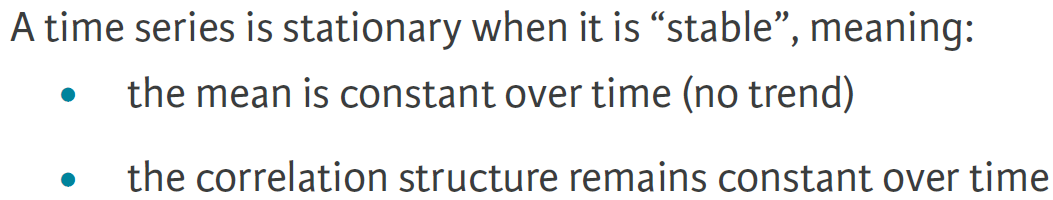 A time series is stationary when it is “stable”, meaning:
• the mean is constant over time (no trend)
• the correlation structure remains constant over time